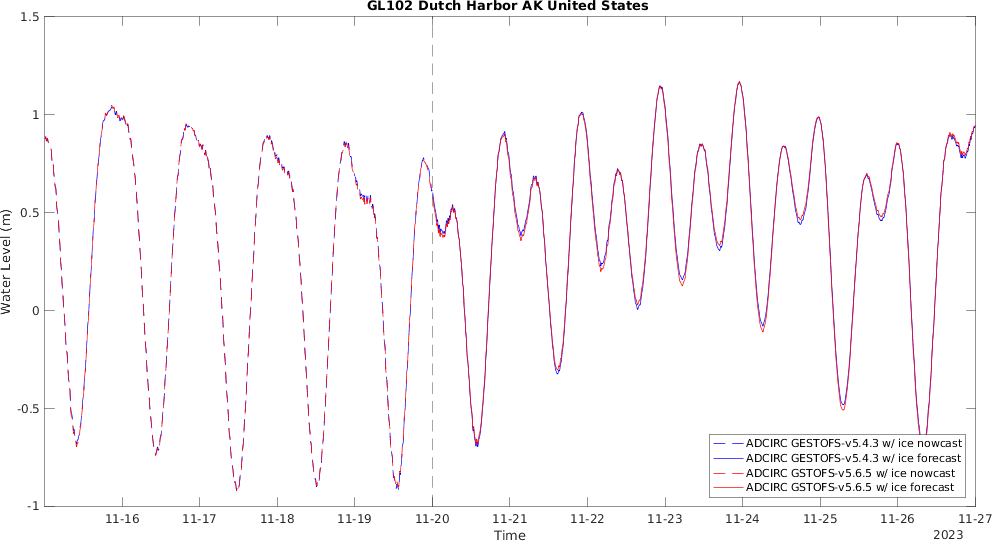 GL102 Dutch Harbor AK United States
Water Level (m)
1.5
1
0.5
0
-0.5
-1
ADCIRC GESTOFS-v5.4.3 w/ ice nowcast
ADCIRC GESTOFS-v5.4.3 w/ ice forecast
ADCIRC GSTOFS-v5.6.5 w/ ice nowcast
ADCIRC GSTOFS-v5.6.5 w/ ice forecast
11-16 11-17 11-18 11-19 11-20 11-21 11-22 11-23 11-24 11-25 11-26 11-27
Time
2023